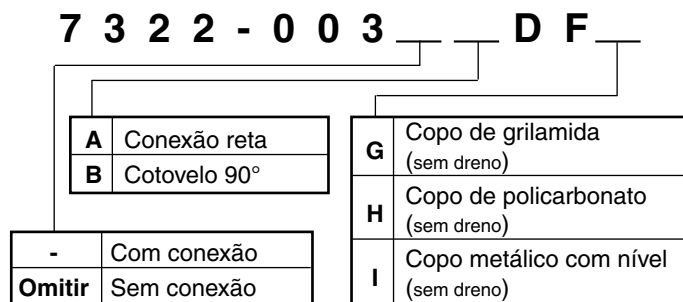 7 3 2 2 - 0 0 3 __ __ D F __
A Conexão reta
B Cotovelo 90°
- Com conexão
Omitir Sem conexão
G Copo de grilamida
(sem dreno)
H Copo de policarbonato
(sem dreno)
I Copo metálico com nível
(sem dreno)